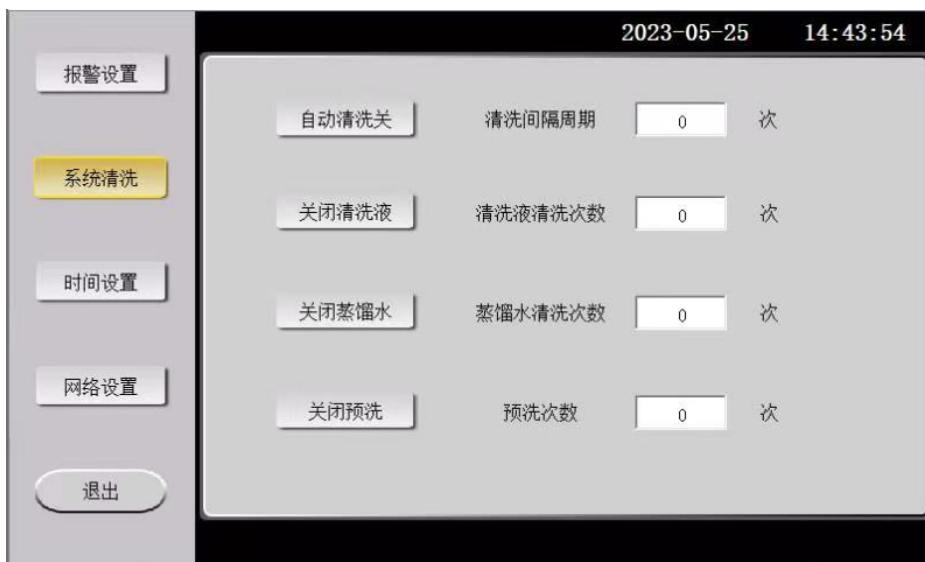 2023-05-25 14:43:54
报警设置
系统清洗
时间设置
网络设置
退出
自动清洗关 清洗间隔周期 0 次
关闭清洗液 清洗液清洗次数 0 次
关闭蒸馏水 蒸馏水清洗次数 0 次
关闭预洗 预洗次数 0 次